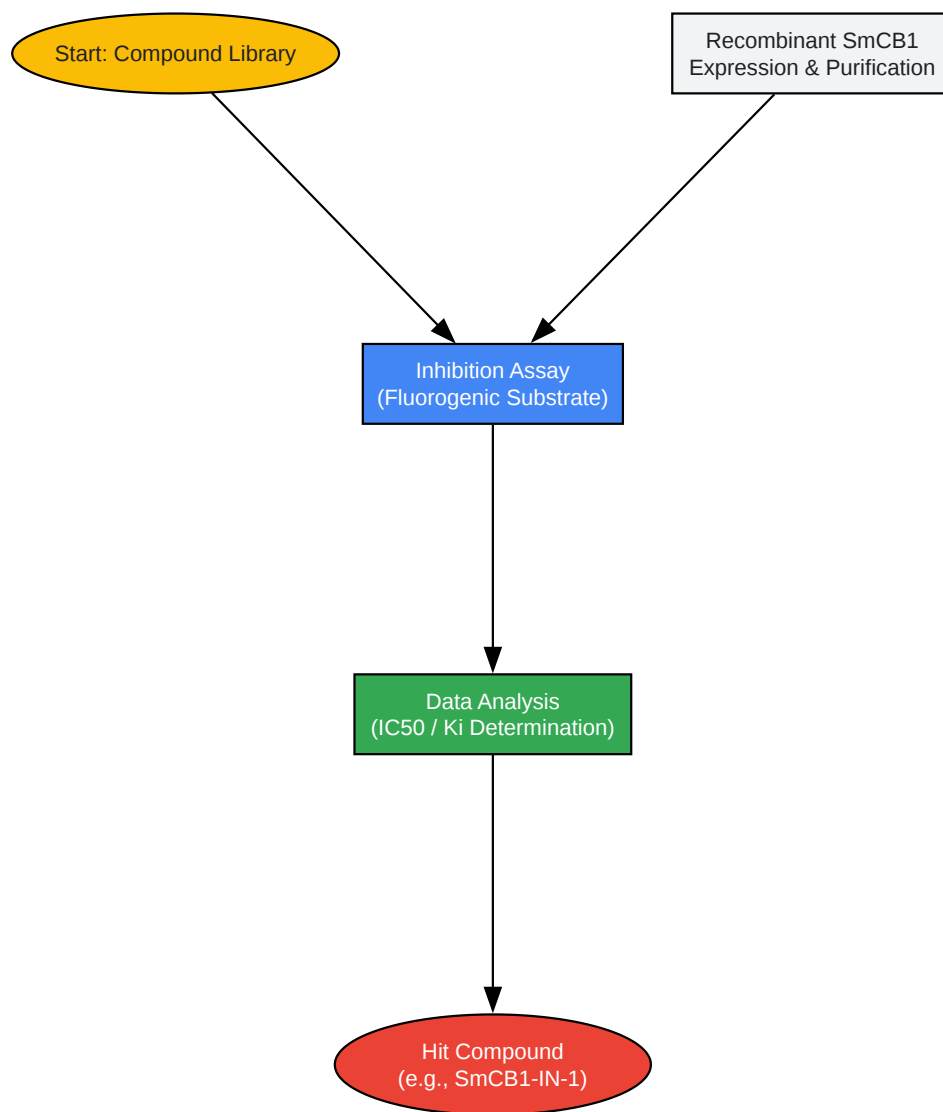 Start: Compound Library
Recombinant SmCB1
Expression & Purification
Inhibition Assay
(Fluorogenic Substrate)
Data Analysis
(IC50 / Ki Determination)
Hit Compound
(e.g., SmCB1-IN-1)